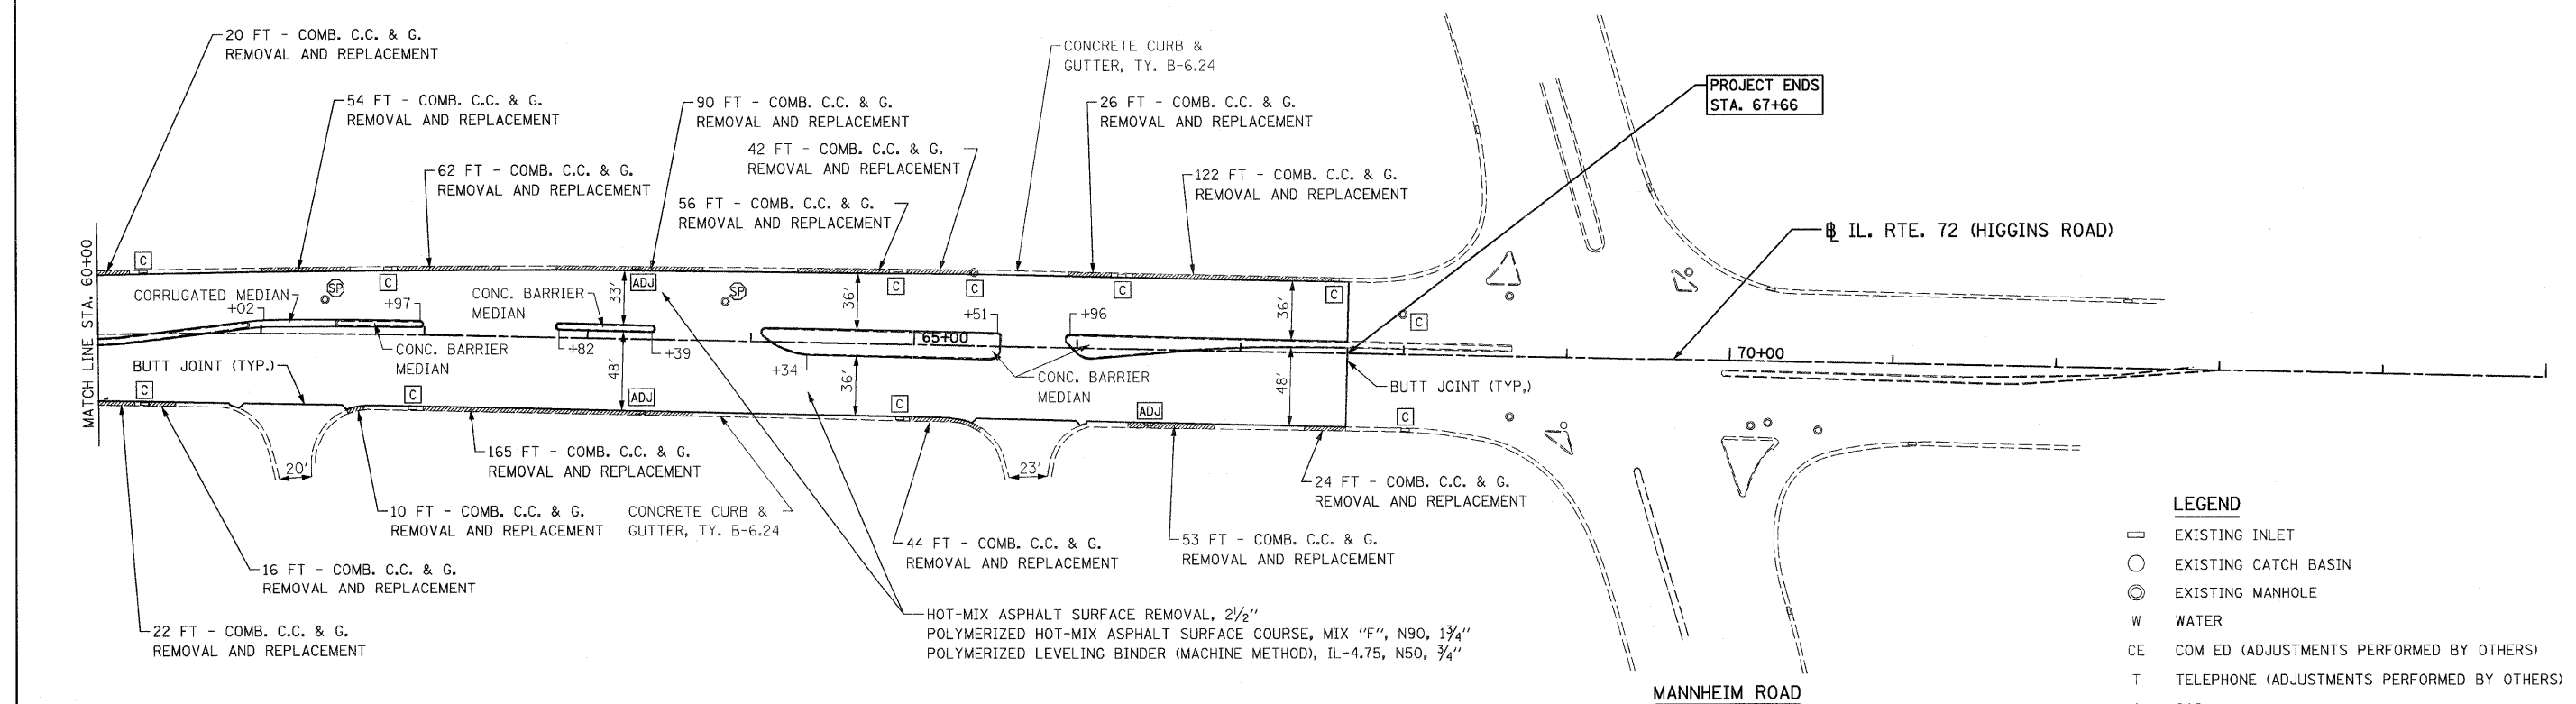 20 FT - COMB. C.C. & G.
REMOVAL AND REPLACEMENT
54 FT - COMB. C.C. & G.
REMOVAL AND REPLACEMENT
62 FT - COMB. C.C. & G.
REMOVAL AND REPLACEMENT
90 FT - COMB. C.C. & G.
REMOVAL AND REPLACEMENT
42 FT - COMB. C.C. & G.
REMOVAL AND REPLACEMENT
56 FT - COMB. C.C. & G.
REMOVAL AND REPLACEMENT
CONCRETE CURB &
GUTTER, TY. B-6.24
26 FT - COMB. C.C. & G.
REMOVAL AND REPLACEMENT
122 FT - COMB. C.C. & G.
REMOVAL AND REPLACEMENT
PROJECT ENDS
STA. 67+66
℄ IL. RTE. 72 (HIGGINS ROAD)
MATCH LINE STA. 60+00
C
C
ADJ
C
C
C
C
C
SP
SP
CORRUGATED MEDIAN
+02
+97
CONC. BARRIER
MEDIAN
33'
36'
36'
+51
+96
65+00
70+00
CONC. BARRIER
MEDIAN
+82
+39
+34
48'
36'
48'
CONC. BARRIER
MEDIAN
BUTT JOINT (TYP.)
BUTT JOINT (TYP,)
C
C
ADJ
C
ADJ
C
20'
23'
165 FT - COMB. C.C. & G.
REMOVAL AND REPLACEMENT
10 FT - COMB. C.C. & G.
REMOVAL AND REPLACEMENT
CONCRETE CURB &
GUTTER, TY. B-6.24
44 FT - COMB. C.C. & G.
REMOVAL AND REPLACEMENT
53 FT - COMB. C.C. & G.
REMOVAL AND REPLACEMENT
24 FT - COMB. C.C. & G.
REMOVAL AND REPLACEMENT
16 FT - COMB. C.C. & G.
REMOVAL AND REPLACEMENT
22 FT - COMB. C.C. & G.
REMOVAL AND REPLACEMENT
HOT-MIX ASPHALT SURFACE REMOVAL, 2½"
POLYMERIZED HOT-MIX ASPHALT SURFACE COURSE, MIX "F", N90, 1¾"
POLYMERIZED LEVELING BINDER (MACHINE METHOD), IL-4.75, N50, ¾"
MANNHEIM ROAD
LEGEND
EXISTING INLET
EXISTING CATCH BASIN
EXISTING MANHOLE
W WATER
CE COM ED (ADJUSTMENTS PERFORMED BY OTHERS)
T TELEPHONE (ADJUSTMENTS PERFORMED BY OTHERS)